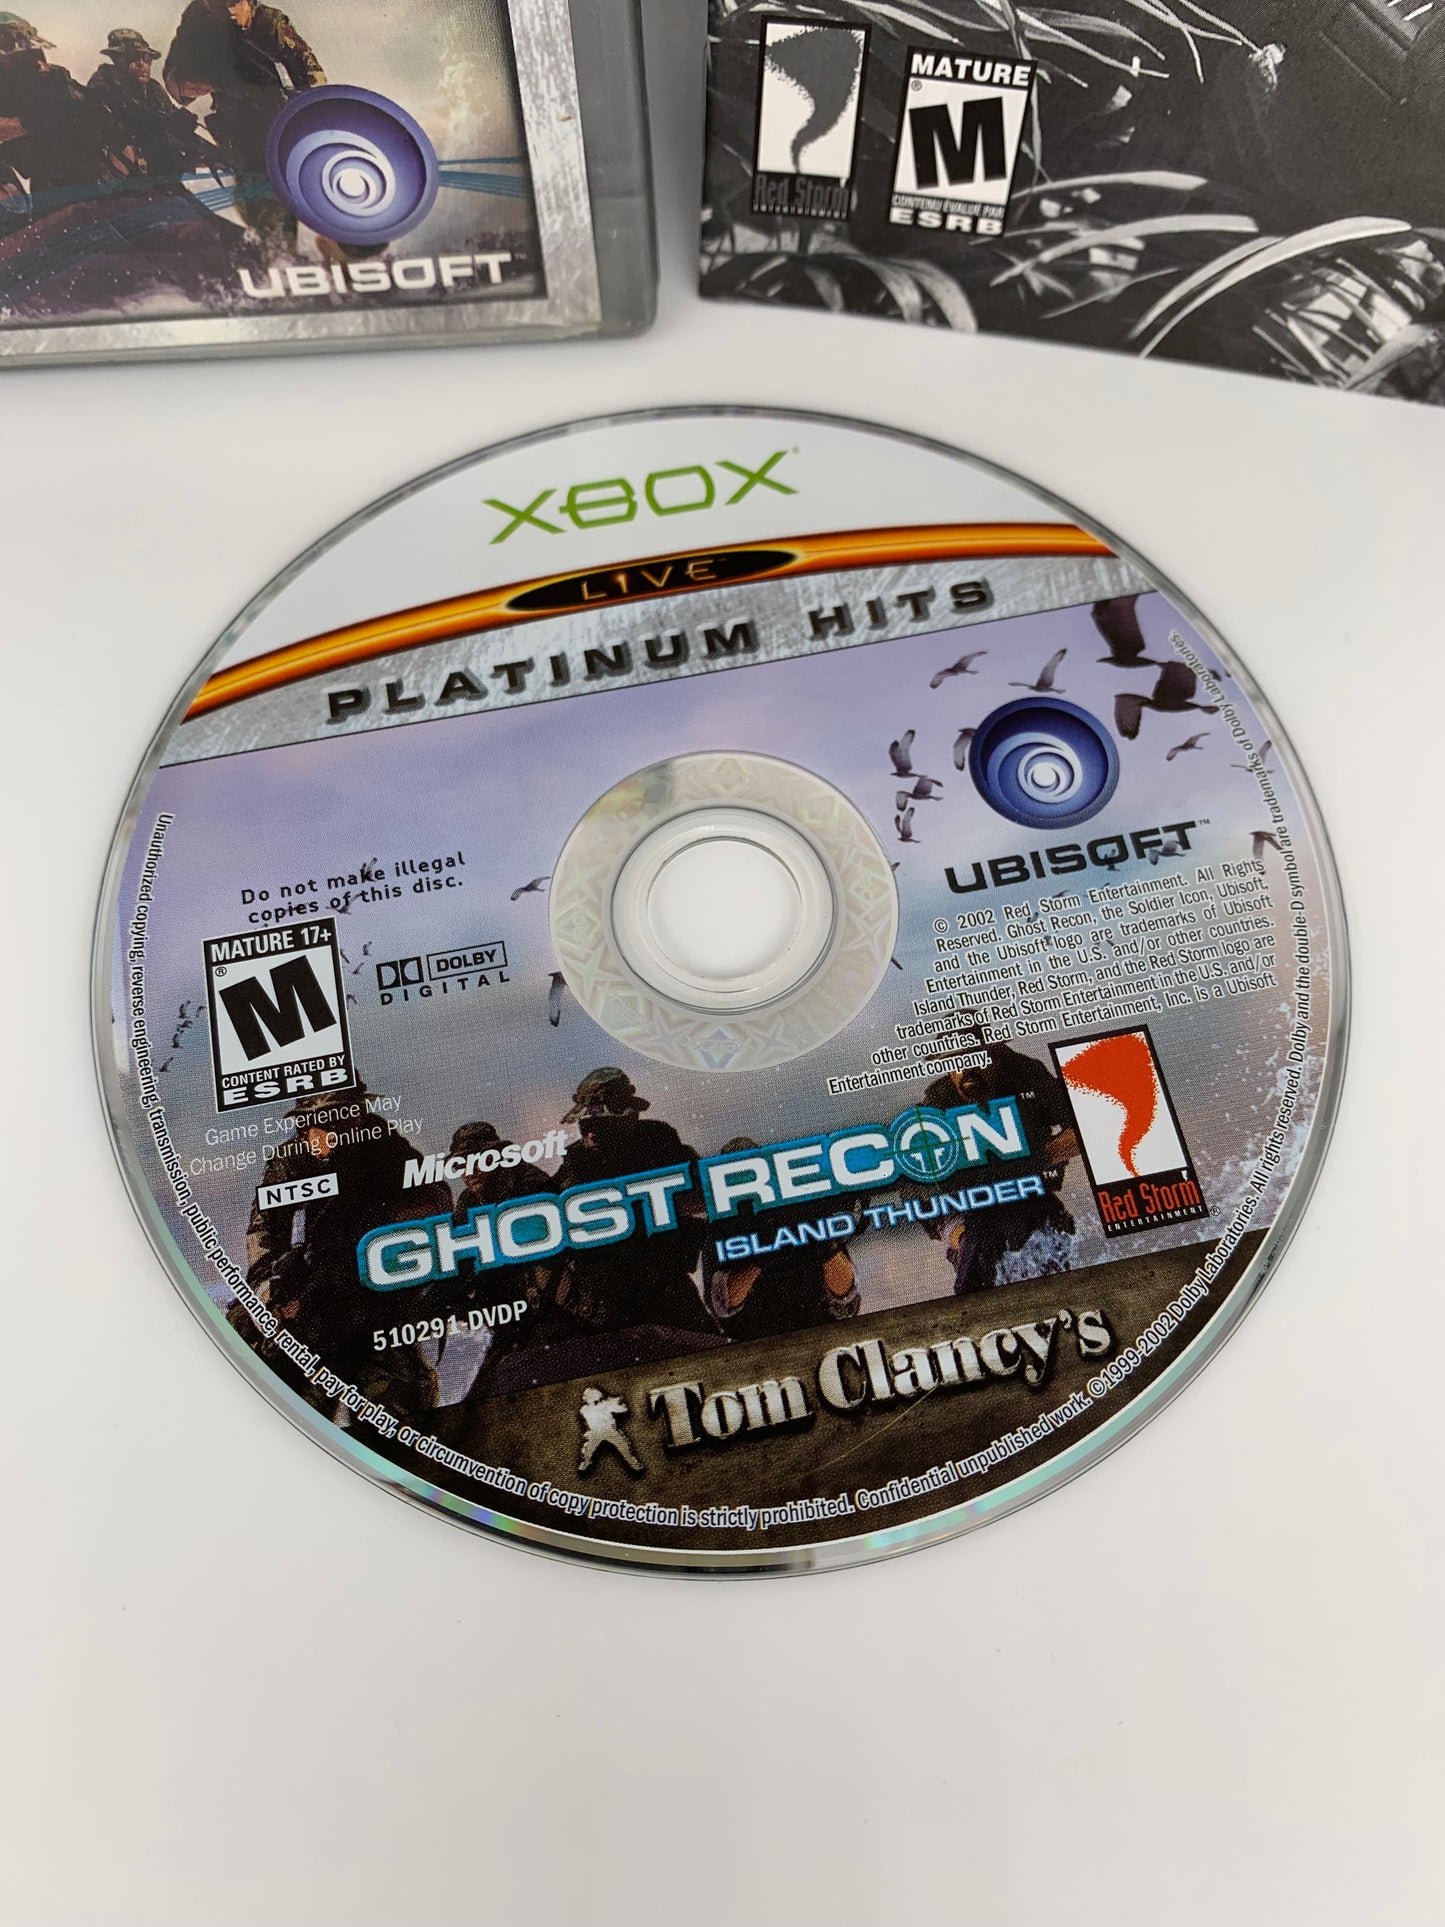 UBISOFT™
Red Storm
ENTERTAINMENT
MATURE
M
CONTENU ÉVALUÉ PAR
ESRB
XBOX
LIVE™
PLATINUM HITS
UBISOFT™
Do not make illegal
copies of this disc.
MATURE 17+
M
CONTENT RATED BY
ESRB
DOLBY
DIGITAL
© 2002 Red Storm Entertainment. All Rights
Reserved. Ghost Recon, the Soldier Icon, Ubisoft,
and the Ubisoft logo are trademarks of Ubisoft
Entertainment in the U.S. and/or other countries.
Island Thunder, Red Storm, and the Red Storm logo are
trademarks of Red Storm Entertainment in the U.S. and/or
other countries. Red Storm Entertainment, Inc. is a Ubisoft
Entertainment company.
Game Experience May
Change During Online Play
NTSC
Microsoft
GHOST RECON™
ISLAND THUNDER™
Red Storm
ENTERTAINMENT®
510291-DVDP
Tom Clancy's
Unauthorized copying, reverse engineering, transmission, public performance, rental, pay for play, or circumvention of copy protection is strictly prohibited. Confidential unpublished work. ©1999-2002 Dolby Laboratories. All rights reserved. Dolby and the double-D symbol are trademarks of Dolby Laboratories.